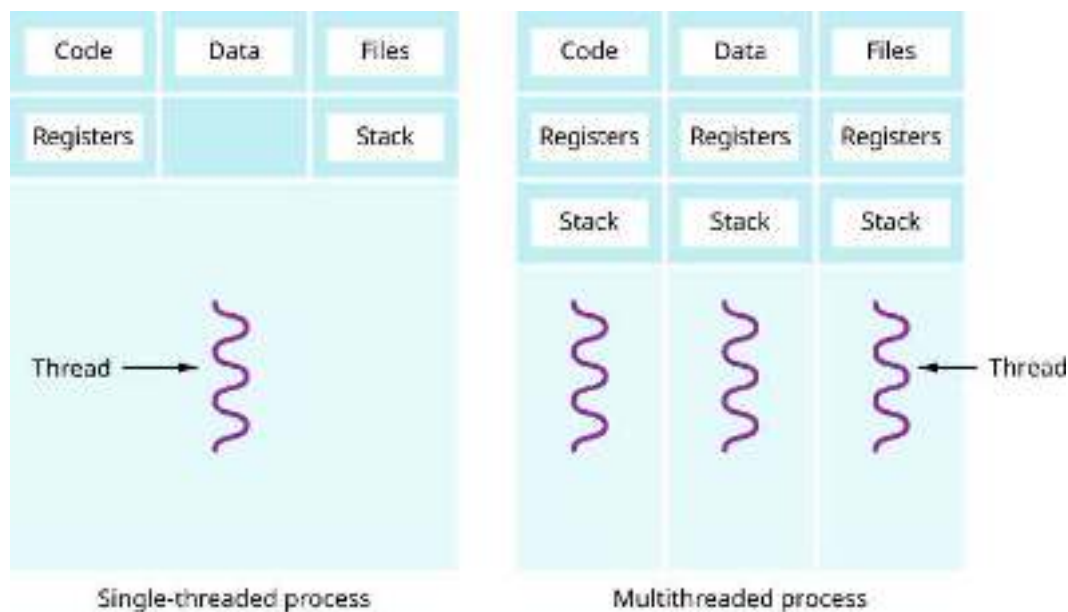 Code Data Files
Registers Stack
Thread
Single-threaded process
Code Data Files
Registers Registers Registers
Stack Stack Stack
Thread
Multithreaded process